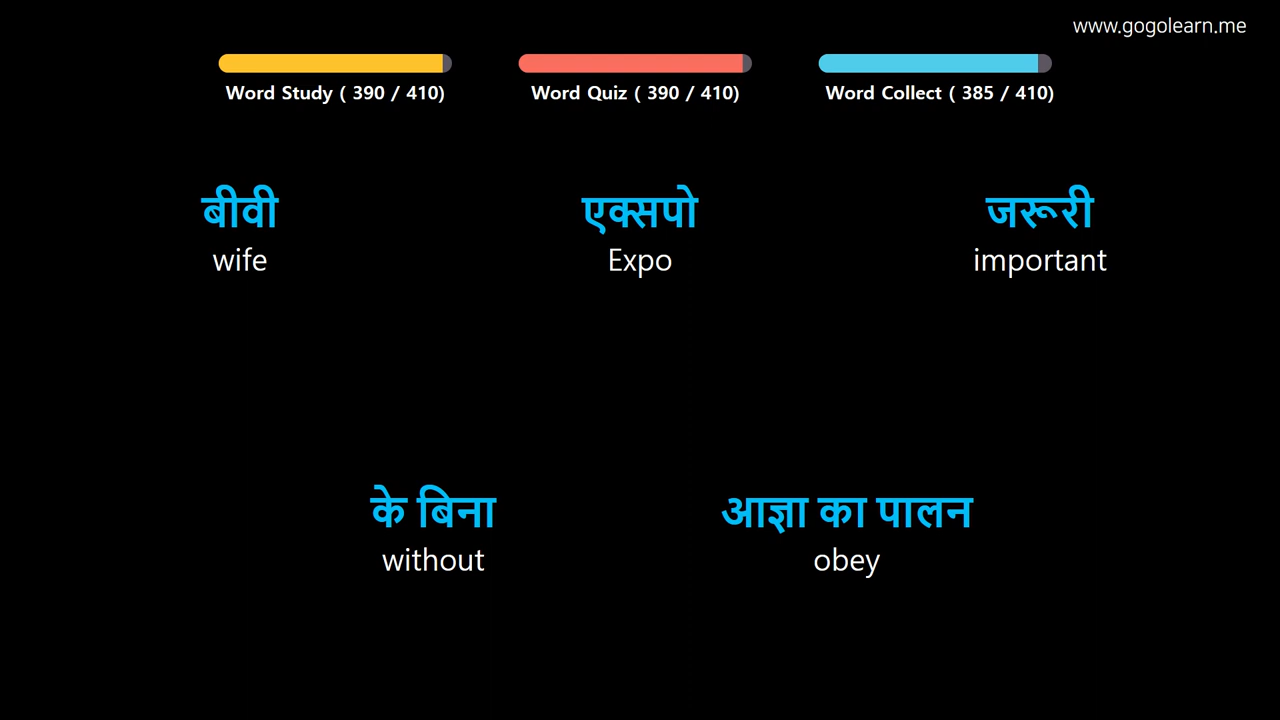 www.gogolearn.me
Word Study ( 390 / 410)
Word Quiz ( 390 / 410)
Word Collect ( 385 / 410)
बीवी
wife
एक्सपो
Expo
जरूरी
important
के बिना
without
आज्ञा का पालन
obey